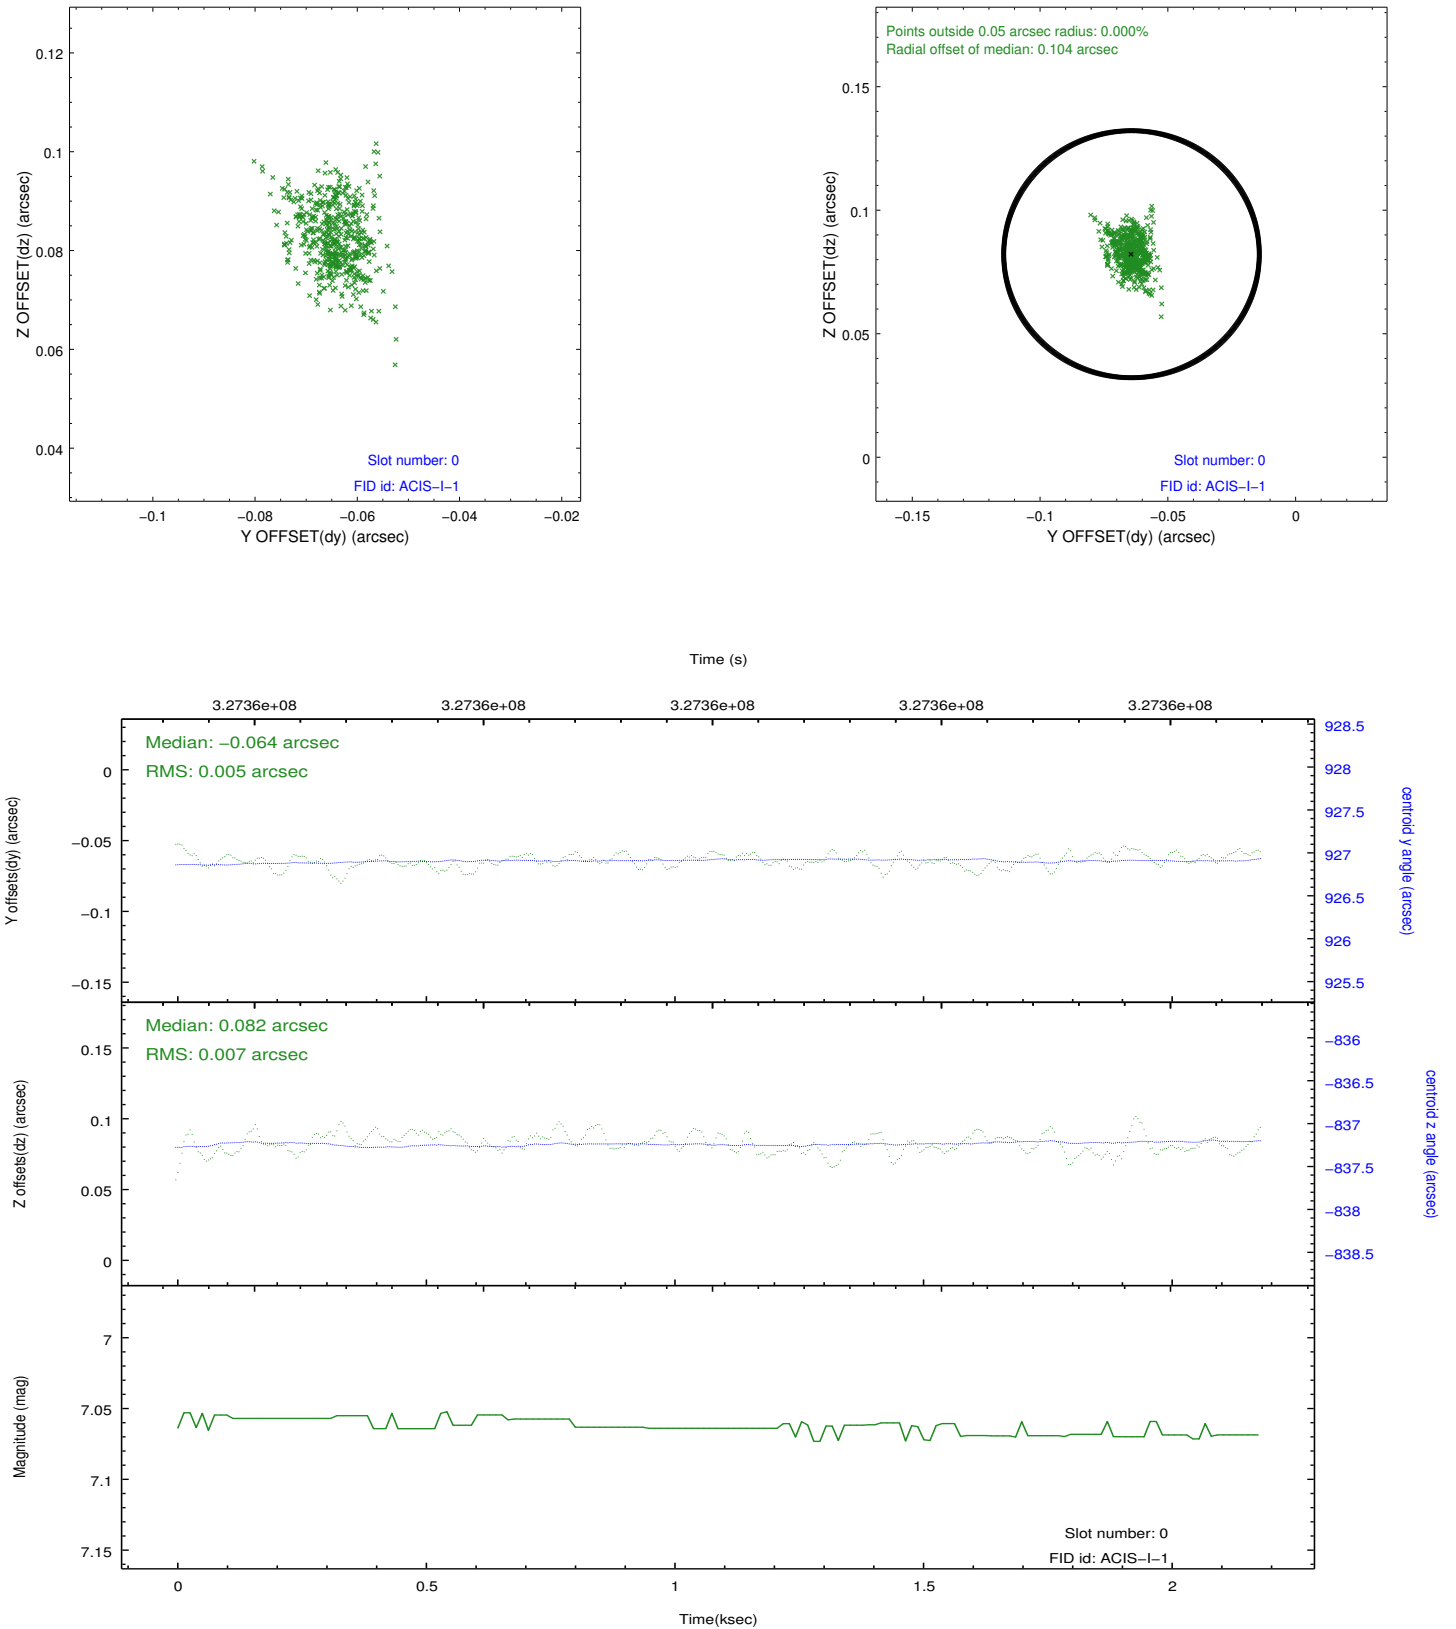 0.12
0.1
0.08
0.06
0.04
Z OFFSET(dz) (arcsec)
Slot number: 0
FID id: ACIS−I−1
−0.1
−0.08
−0.06
−0.04
−0.02
Y OFFSET(dy) (arcsec)
Points outside 0.05 arcsec radius: 0.000%
Radial offset of median: 0.104 arcsec
0.15
0.1
0.05
0
Z OFFSET(dz) (arcsec)
Slot number: 0
FID id: ACIS−I−1
−0.15
−0.1
−0.05
0
Y OFFSET(dy) (arcsec)
Time (s)
3.2736e+08
3.2736e+08
3.2736e+08
3.2736e+08
3.2736e+08
Median: −0.064 arcsec
RMS: 0.005 arcsec
0
−0.05
−0.1
−0.15
Y offsets(dy) (arcsec)
928.5
928
927.5
927
926.5
926
925.5
centroid y angle (arcsec)
Median: 0.082 arcsec
RMS: 0.007 arcsec
0.15
0.1
0.05
0
Z offsets(dz) (arcsec)
−836
−836.5
−837
−837.5
−838
−838.5
centroid z angle (arcsec)
7
7.05
7.1
7.15
Magnitude (mag)
Slot number: 0
FID id: ACIS−I−1
0
0.5
1
1.5
2
Time(ksec)